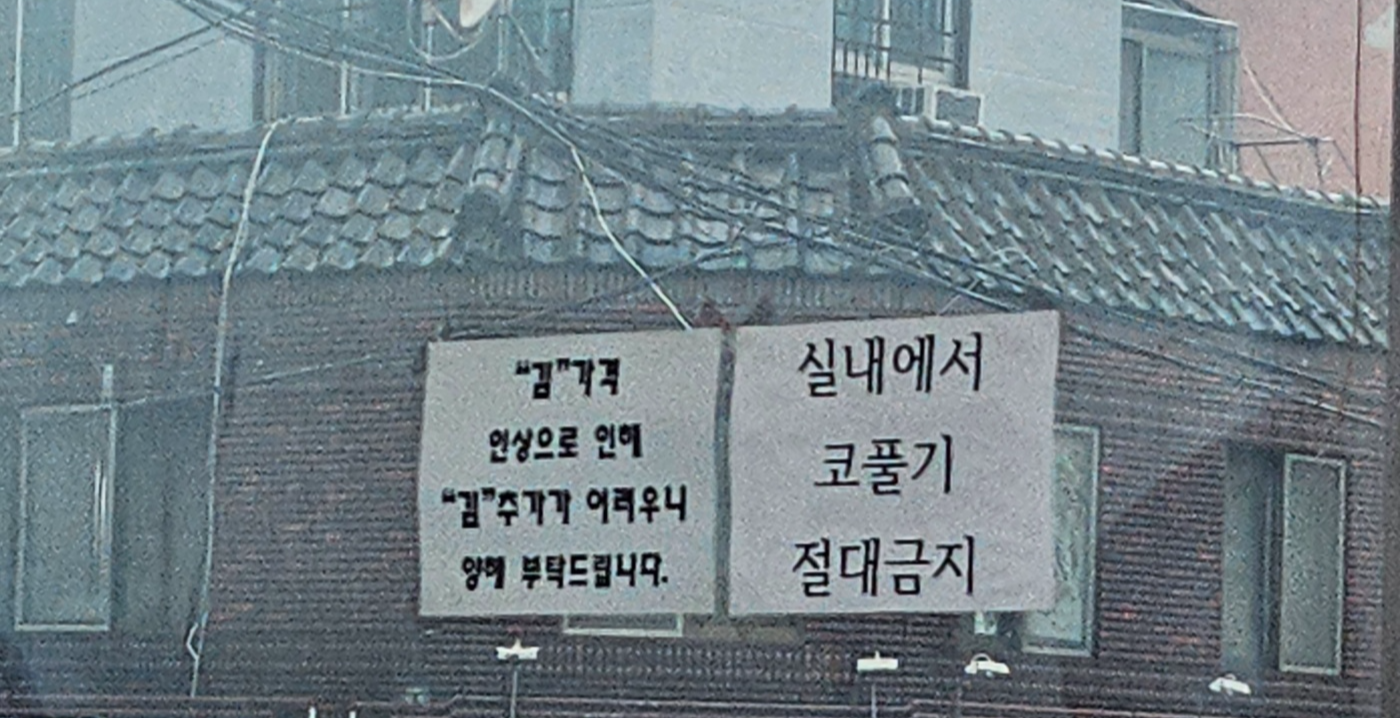 “김”가격
인상으로 인해
“김”추가가 어려우니
양해 부탁드립니다.
실내에서
코풀기
절대금지